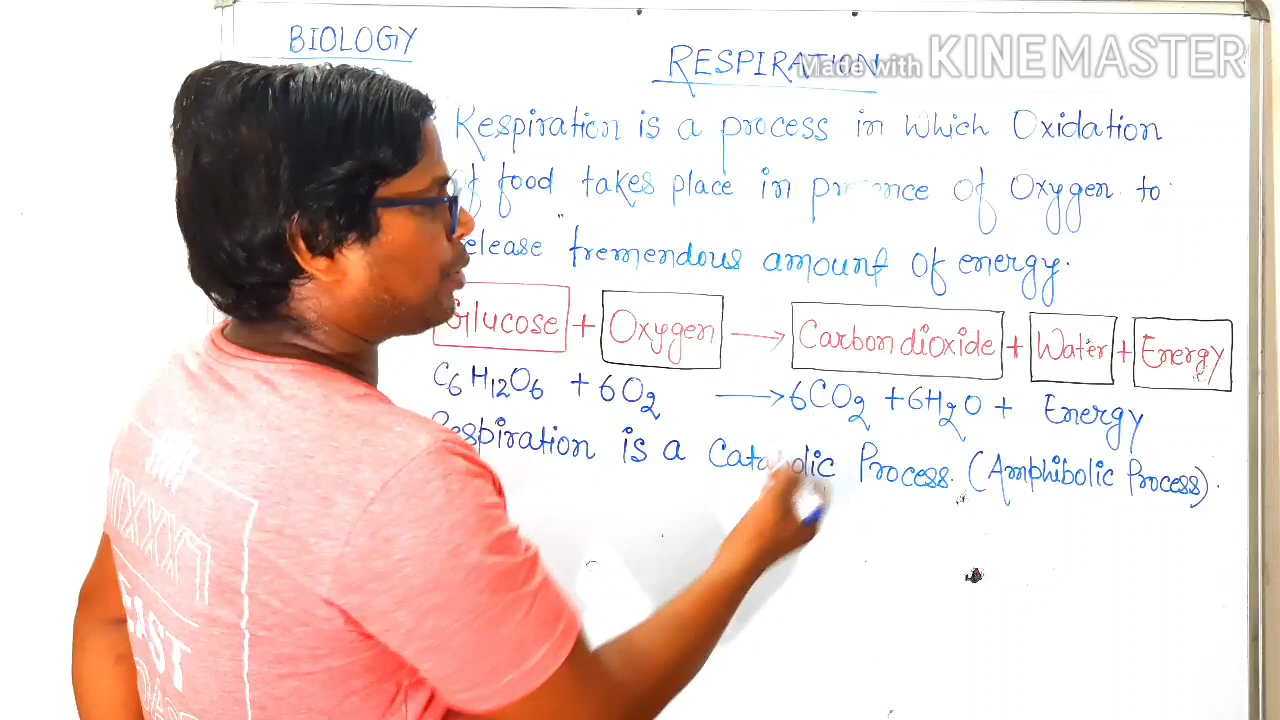 BIOLOGY
RESPIRATION
Made with KINEMASTER
Respiration is a process in which Oxidation
of food takes place in presence of Oxygen to
release tremendous amount of energy.
Glucose + Oxygen → Carbondioxide + Water + Energy
C6H12O6 + 6O2 → 6CO2 + 6H2O + Energy
Respiration is a Catabolic Process. (Amphibolic Process).
EAST